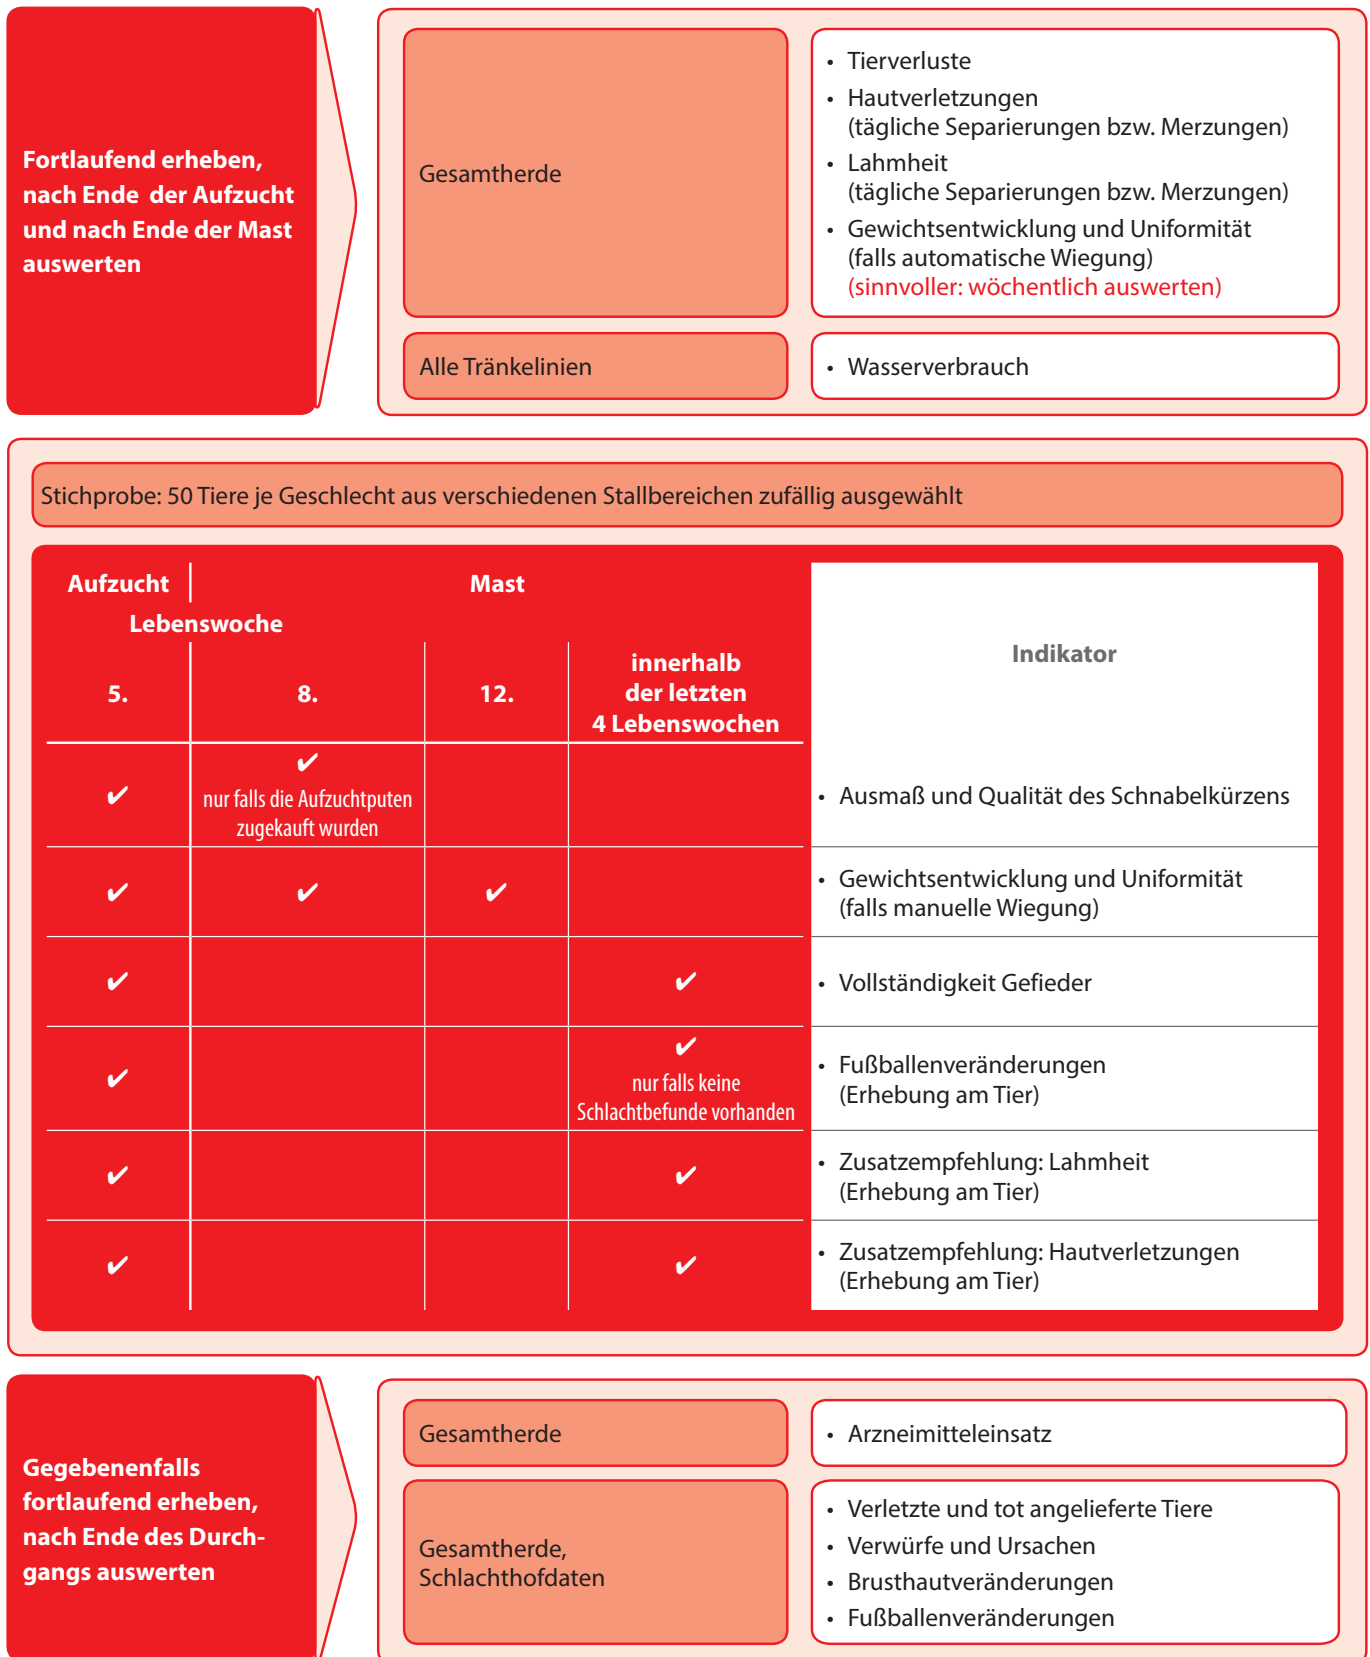 Fortlaufend erheben,
nach Ende der Aufzucht
und nach Ende der Mast
auswerten
Gesamtherde
• Tierverluste
• Hautverletzungen
(tägliche Separierungen bzw. Merzungen)
• Lahmheit
(tägliche Separierungen bzw. Merzungen)
• Gewichtsentwicklung und Uniformität
(falls automatische Wiegung)
(sinnvoller: wöchentlich auswerten)
Alle Tränkelinien
• Wasserverbrauch
Stichprobe: 50 Tiere je Geschlecht aus verschiedenen Stallbereichen zufällig ausgewählt
Aufzucht Mast
Lebenswoche
Indikator
5. 8. 12. innerhalb
der letzten
4 Lebenswochen
✔ ✔
nur falls die Aufzuchtputen
zugekauft wurden
• Ausmaß und Qualität des Schnabelkürzens
✔ ✔ ✔
• Gewichtsentwicklung und Uniformität
(falls manuelle Wiegung)
✔ ✔ • Vollständigkeit Gefieder
✔ ✔
nur falls keine
Schlachtbefunde vorhanden
• Fußballenveränderungen
(Erhebung am Tier)
✔ ✔ • Zusatzempfehlung: Lahmheit
(Erhebung am Tier)
✔ ✔ • Zusatzempfehlung: Hautverletzungen
(Erhebung am Tier)
Gegebenenfalls
fortlaufend erheben,
nach Ende des Durch-
gangs auswerten
Gesamtherde
• Arzneimitteleinsatz
Gesamtherde,
Schlachthofdaten
• Verletzte und tot angelieferte Tiere
• Verwürfe und Ursachen
• Brusthautveränderungen
• Fußballenveränderungen